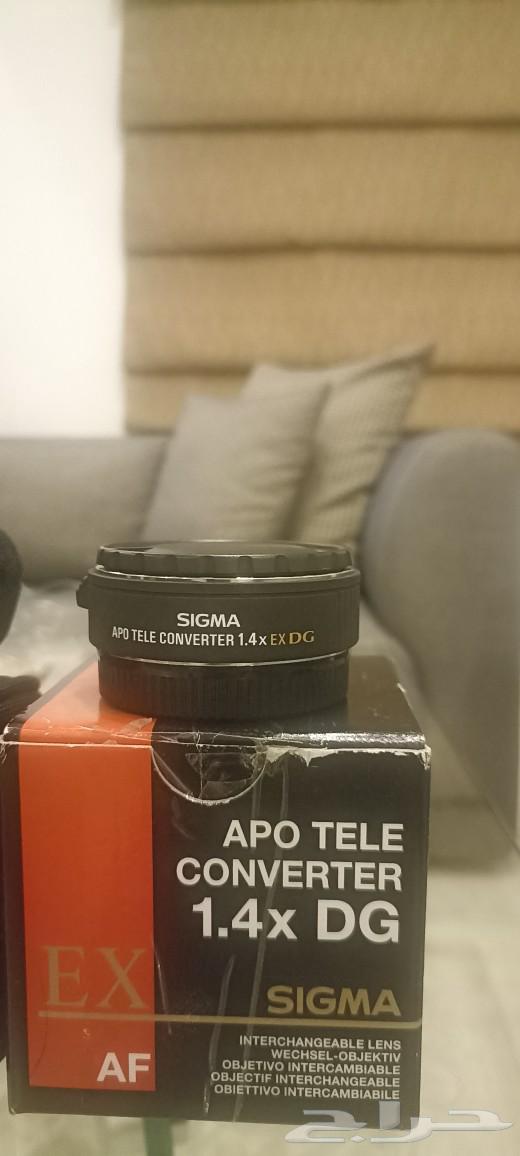 SIGMA
APO TELE CONVERTER 1.4x EX DG
APO TELE
CONVERTER
1.4x DG
EX
SIGMA
AF
INTERCHANGEABLE LENS
WECHSEL-OBJEKTIV
OBJETIVO INTERCAMBIABLE
OBJECTIF INTERCHANGEABLE
OBIETTIVO INTERCAMBIABILE
حراج